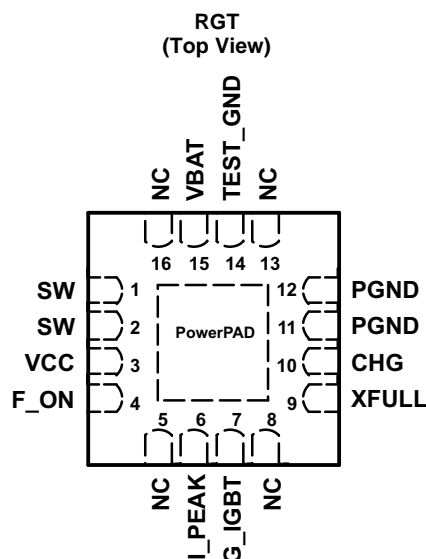 RGT
(Top View)
NC
VBAT
TEST_GND
NC
16
15
14
13
SW
1
12
PGND
SW
2
PowerPAD
11
PGND
VCC
3
10
CHG
F_ON
4
9
XFULL
5
6
7
8
NC
I_PEAK
G_IGBT
NC